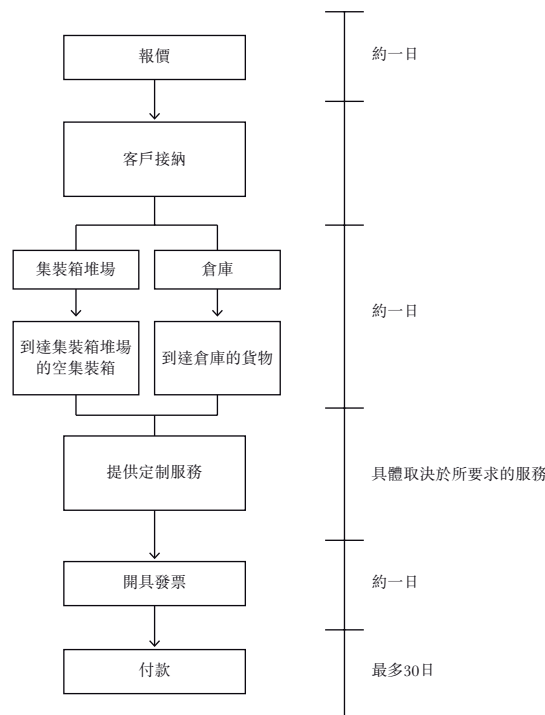 報價
約一日
客戶接納
集裝箱堆場
倉庫
約一日
到達集裝箱堆場
的空集裝箱
到達倉庫的貨物
提供定制服務
具體取決於所要求的服務
開具發票
約一日
付款
最多30日